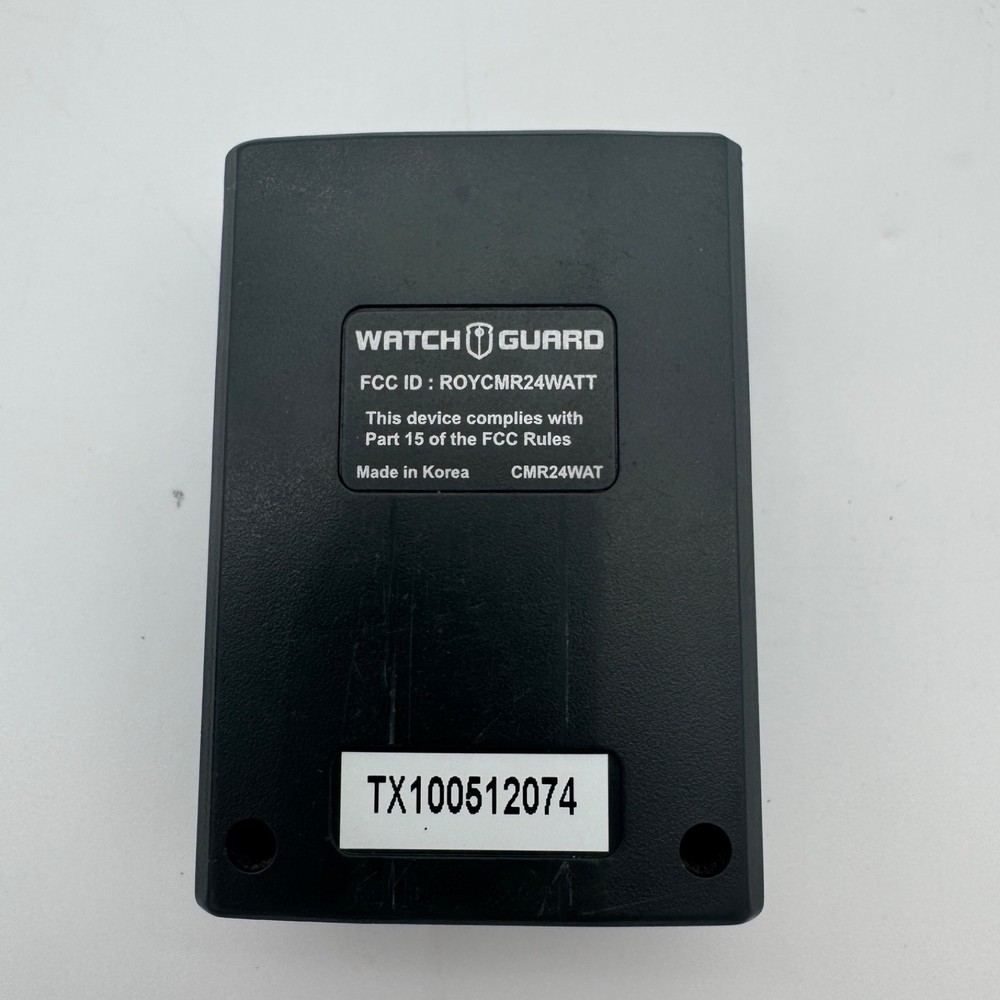 WATCH GUARD
FCC ID : ROYCMR24WATT
This device complies with
Part 15 of the FCC Rules
Made in Korea CMR24WAT
TX100512074